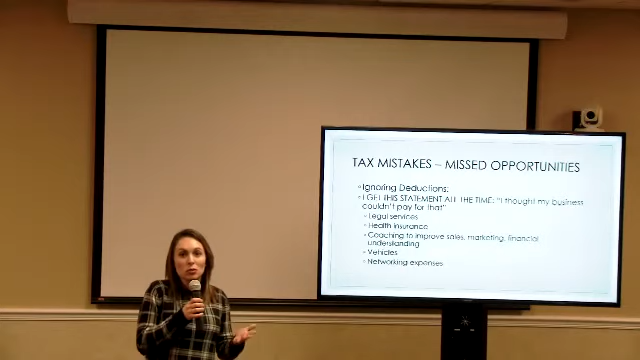 TAX MISTAKES – MISSED OPPORTUNITIES
Ignoring Deductions:
I GET THIS STATEMENT ALL THE TIME: "I thought my business
couldn't pay for that"
Legal services
Health insurance
Coaching to improve sales, marketing, financial
understanding
Vehicles
Networking expenses